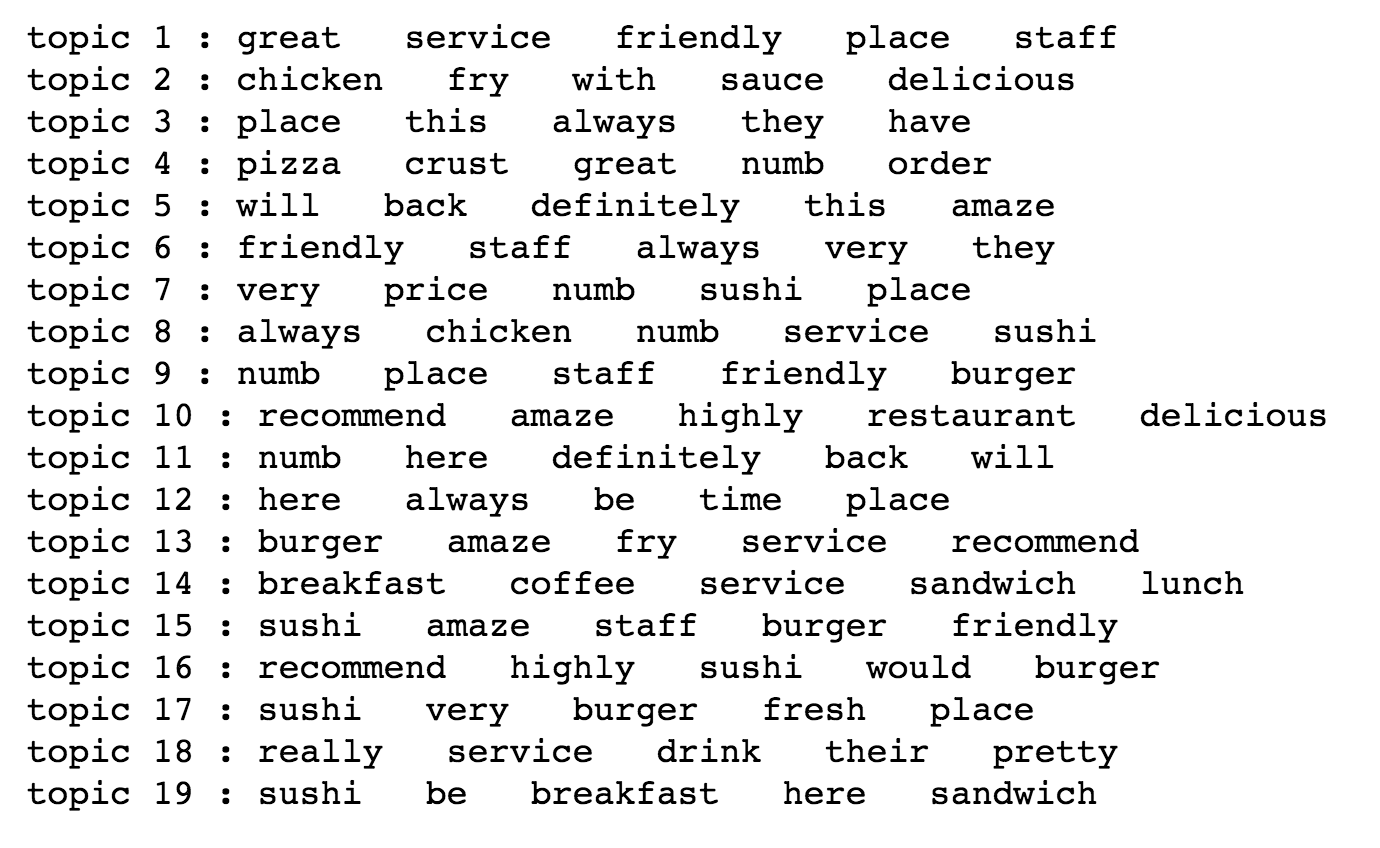 topic 1 : great service friendly place staff
topic 2 : chicken fry with sauce delicious
topic 3 : place this always they have
topic 4 : pizza crust great numb order
topic 5 : will back definitely this amaze
topic 6 : friendly staff always very they
topic 7 : very price numb sushi place
topic 8 : always chicken numb service sushi
topic 9 : numb place staff friendly burger
topic 10 : recommend amaze highly restaurant delicious
topic 11 : numb here definitely back will
topic 12 : here always be time place
topic 13 : burger amaze fry service recommend
topic 14 : breakfast coffee service sandwich lunch
topic 15 : sushi amaze staff burger friendly
topic 16 : recommend highly sushi would burger
topic 17 : sushi very burger fresh place
topic 18 : really service drink their pretty
topic 19 : sushi be breakfast here sandwich